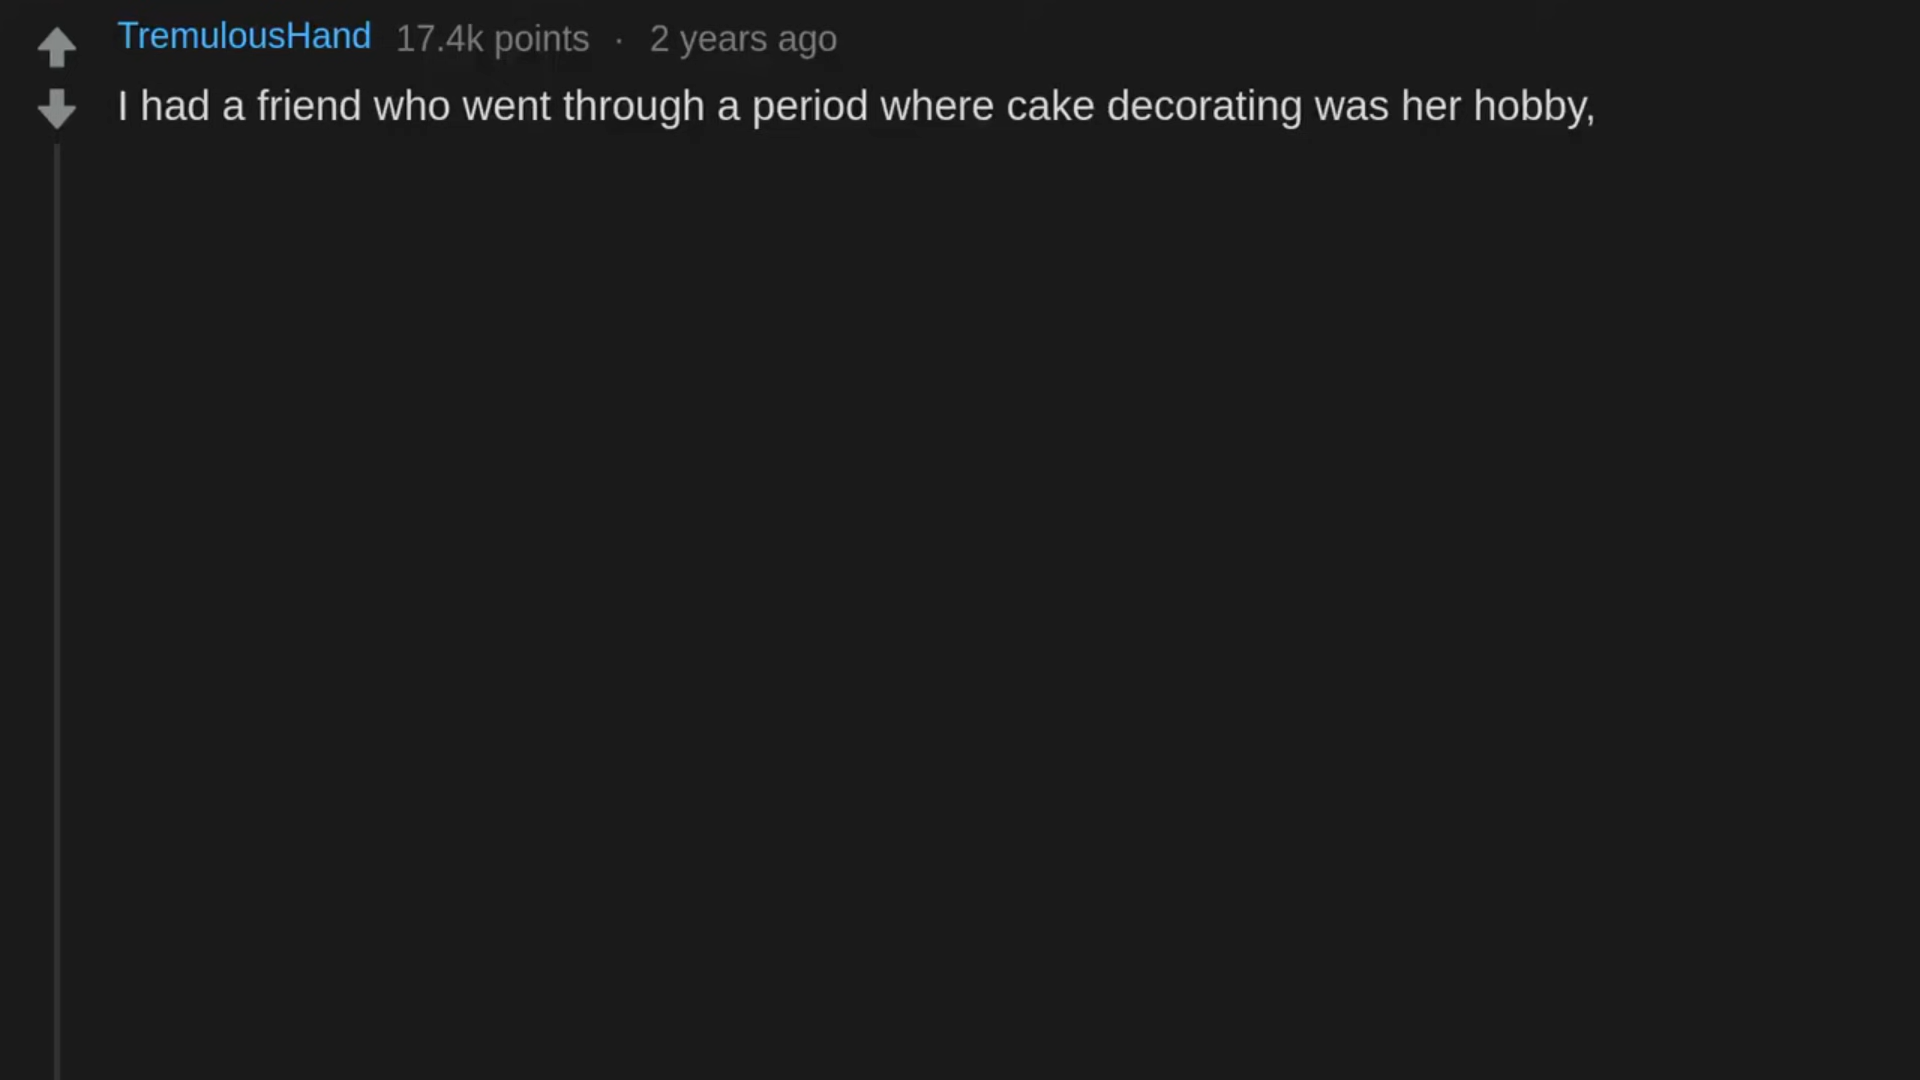 TremulousHand 17.4k points · 2 years ago
I had a friend who went through a period where cake decorating was her hobby,